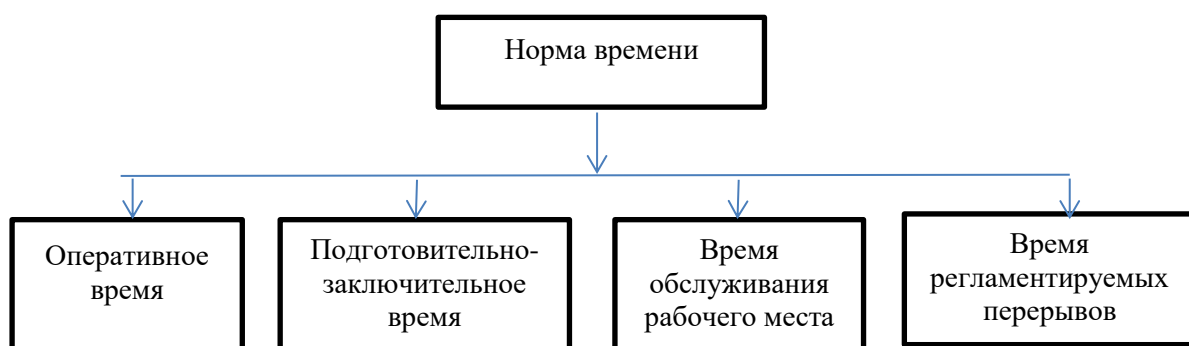 Норма времени
Оперативное
время
Подготовительно-
заключительное
время
Время
обслуживания
рабочего места
Время
регламентируемых
перерывов